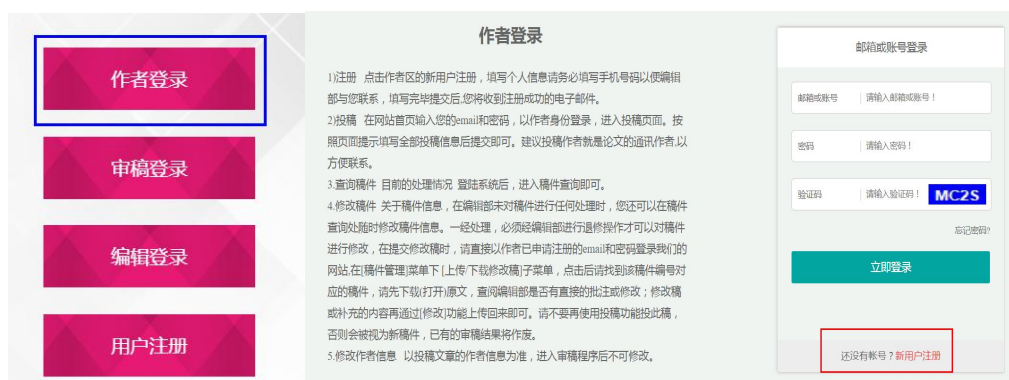 作者登录
审稿登录
编辑登录
用户注册
作者登录
1)注册 点击作者区的新用户注册，填写个人信息请务必填写手机号码以便编辑
部与您联系，填写完毕提交后,您将收到注册成功的电子邮件。
2)投稿 在网站首页输入您的email和密码，以作者身份登录，进入投稿页面。按
照页面提示填写全部投稿信息后提交即可。建议投稿作者就是论文的通讯作者,以
方便联系。
3.查询稿件 目前的处理情况 登陆系统后，进入稿件查询即可。
4.修改稿件 关于稿件信息，在编辑部未对稿件进行任何处理时，您还可以在稿件
查询处随时修改稿件信息。一经处理，必须经编辑部进行退修操作才可以对稿件
进行修改，在提交修改稿时，请直接以作者已申请注册的email和密码登录我们的
网站,在[稿件管理]菜单下 [上传/下载修改稿]子菜单，点击后请找到该稿件编号对
应的稿件，请先下载(打开)原文，查阅编辑部是否有直接的批注或修改；修改稿
或补充的内容再通过[修改]功能上传回来即可。请不要再使用投稿功能投此稿，
否则会被视为新稿件，已有的审稿结果将作废。
5.修改作者信息 以投稿文章的作者信息为准，进入审稿程序后不可修改。
邮箱或账号登录
邮箱或账号 请输入邮箱或账号！
密码 请输入密码！
验证码 请输入验证码！ MC2S
忘记密码?
立即登录
还没有帐号？新用户注册